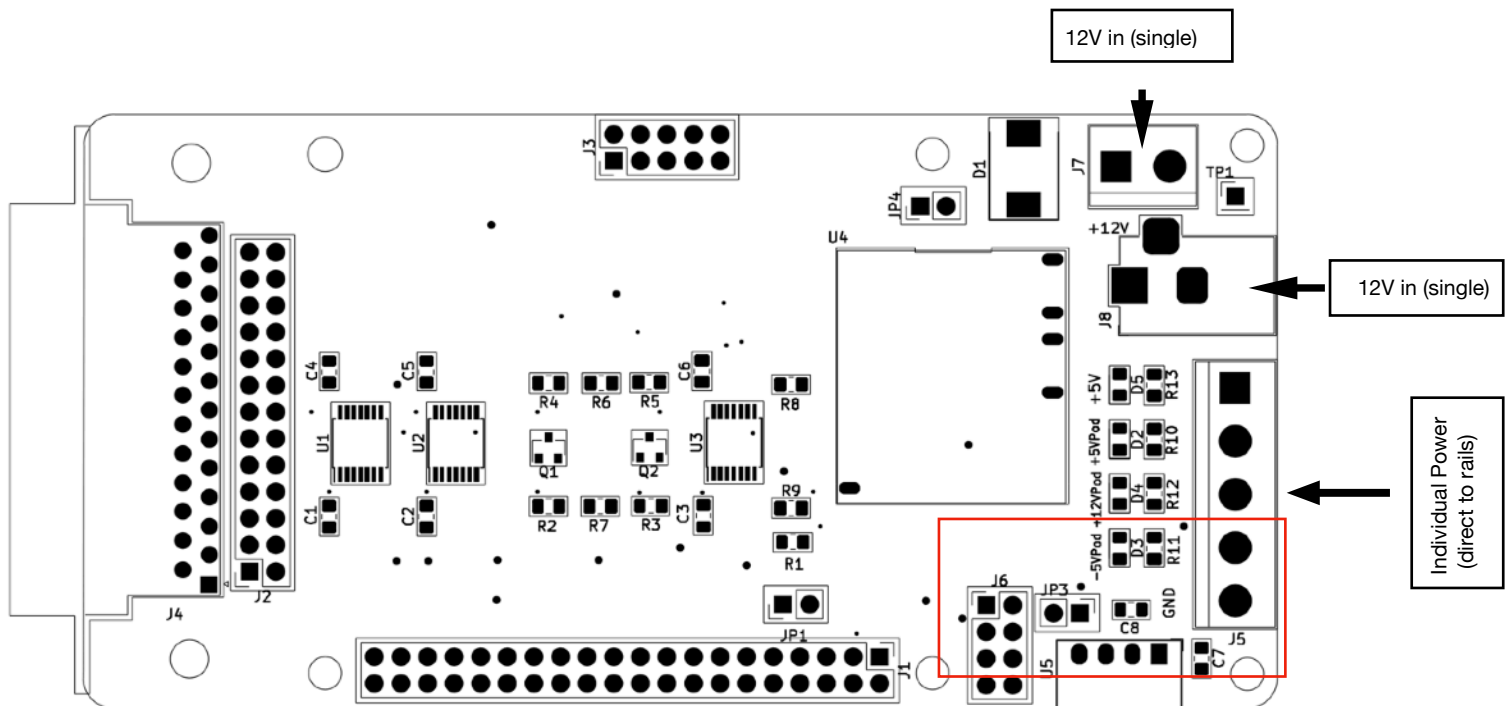 12V in (single)
J3
D1
J7
TP1
JP4
+12V
U4
12V in (single)
J8
C4
C5
C6
R4
R6
R5
R8
+5V
D5
R13
U1
U2
Q1
Q2
U3
+5VPod
D2
R10
Individual Power
(direct to rails)
C1
C2
R2
R7
R3
C3
R9
+12VPod
D4
R12
R1
-5VPod
D3
R11
J4
J2
JP1
J6
JP3
C8
GND
J5
J1
U5
C7